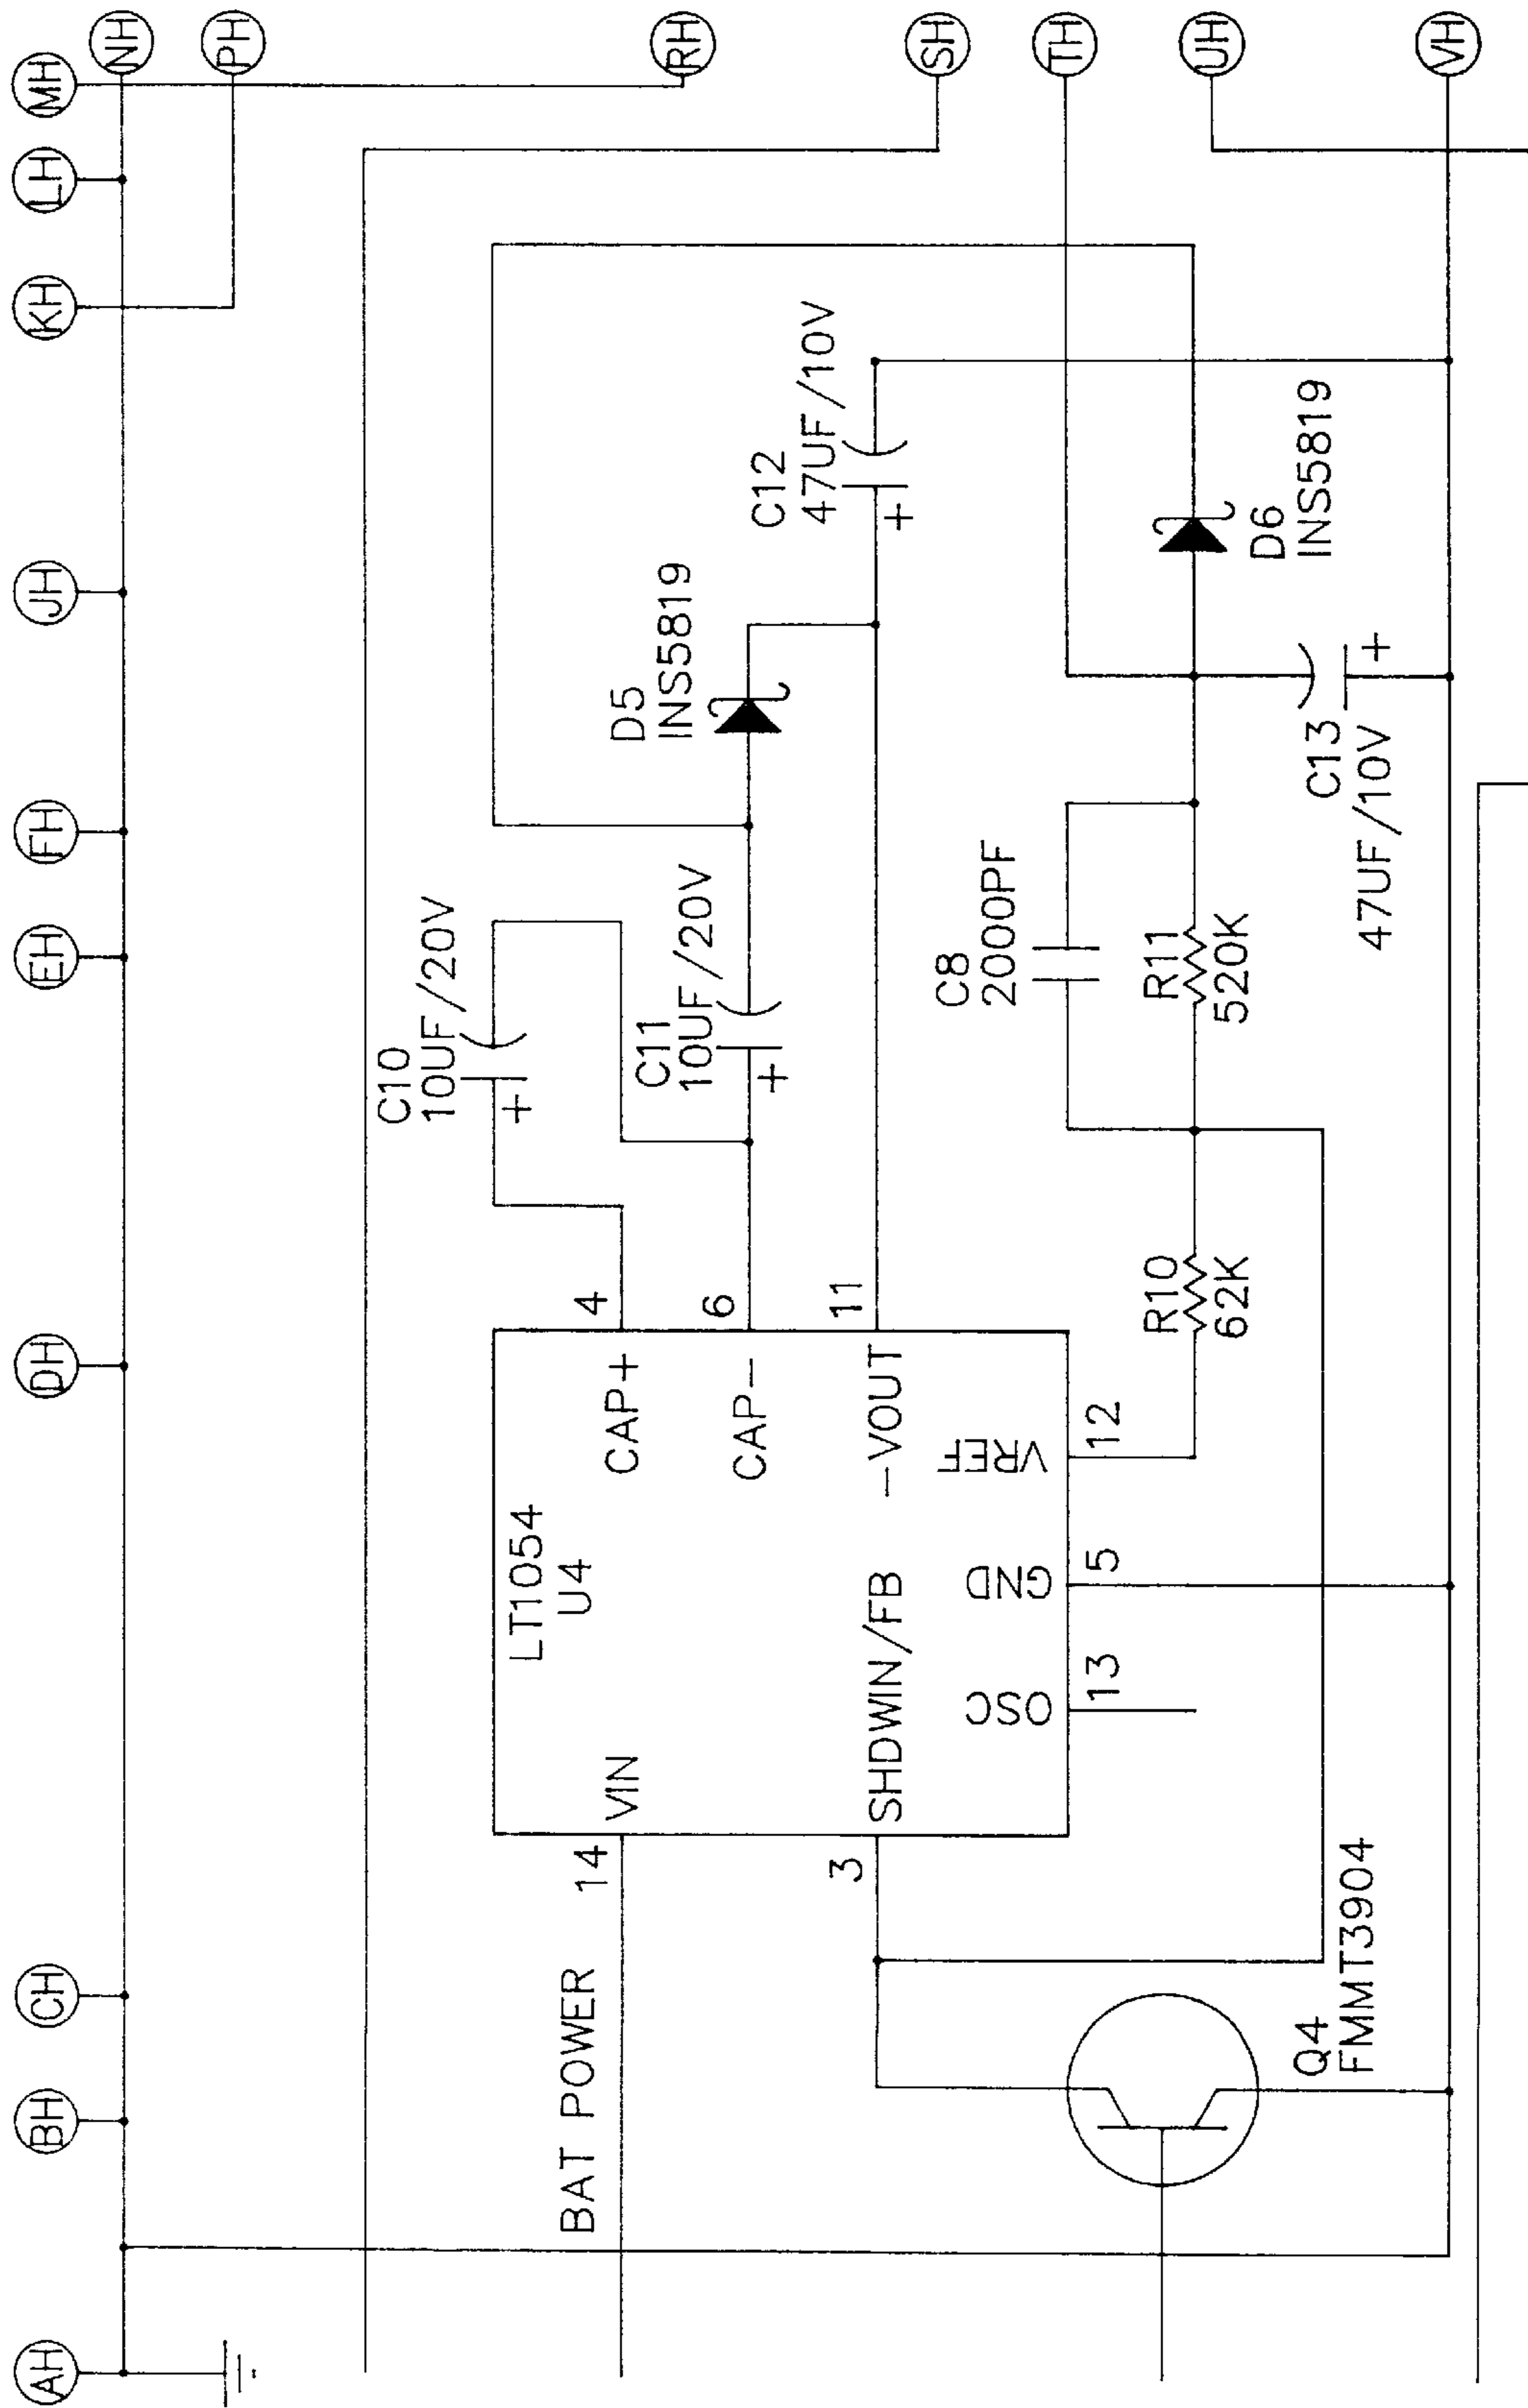 AH
BH
CH
DH
EH
FH
JH
KH
LH
MH
NH
PH
RH
SH
TH
UH
VH
BAT POWER
14
VIN
LT1054
U4
CAP+
4
CAP-
6
-VOUT
11
SHDWIN/FB
3
OSC
13
GND
5
VREF
12
C10
10UF/20V
+
C11
10UF/20V
+
D5
INS5819
C12
47UF/10V
+
C8
2000PF
R10
62K
R11
520K
D6
INS5819
C13
47UF/10V
+
Q4
FMMT3904